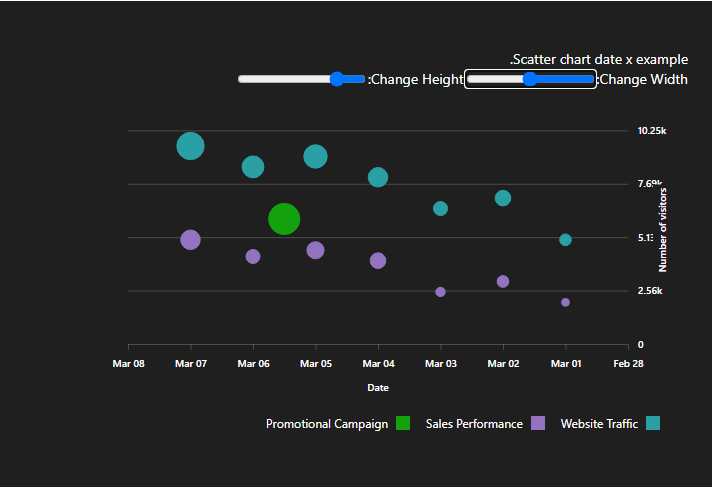 .Scatter chart date x example
:Change Width
:Change Height
10.25k
7.69k
5.13
2.56k
0
Number of visitors
Mar 08 Mar 07 Mar 06 Mar 05 Mar 04 Mar 03 Mar 02 Mar 01 Feb 28
Date
Promotional Campaign Sales Performance Website Traffic